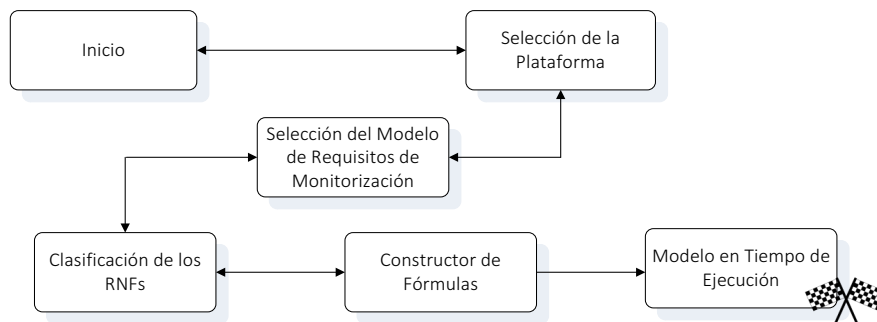 Inicio
Selección de la
Plataforma
Selección del Modelo
de Requisitos de
Monitorización
Clasificación de los
RNFs
Constructor de
Fórmulas
Modelo en Tiempo de
Ejecución